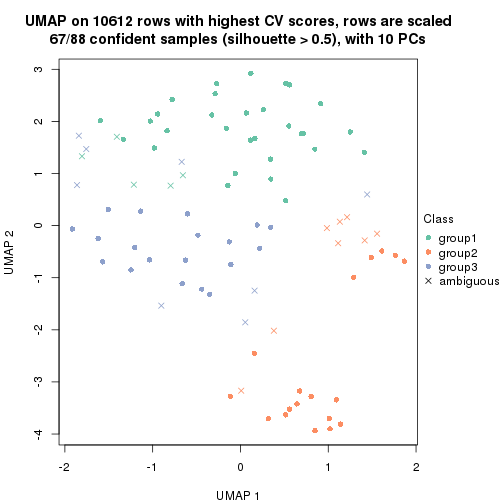 UMAP on 10612 rows with highest CV scores, rows are scaled
67/88 confident samples (silhouette > 0.5), with 10 PCs
3
2
1
0
-1
-2
-3
-4
UMAP 2
-2 -1 0 1 2
UMAP 1
Class
group1
group2
group3
ambiguous